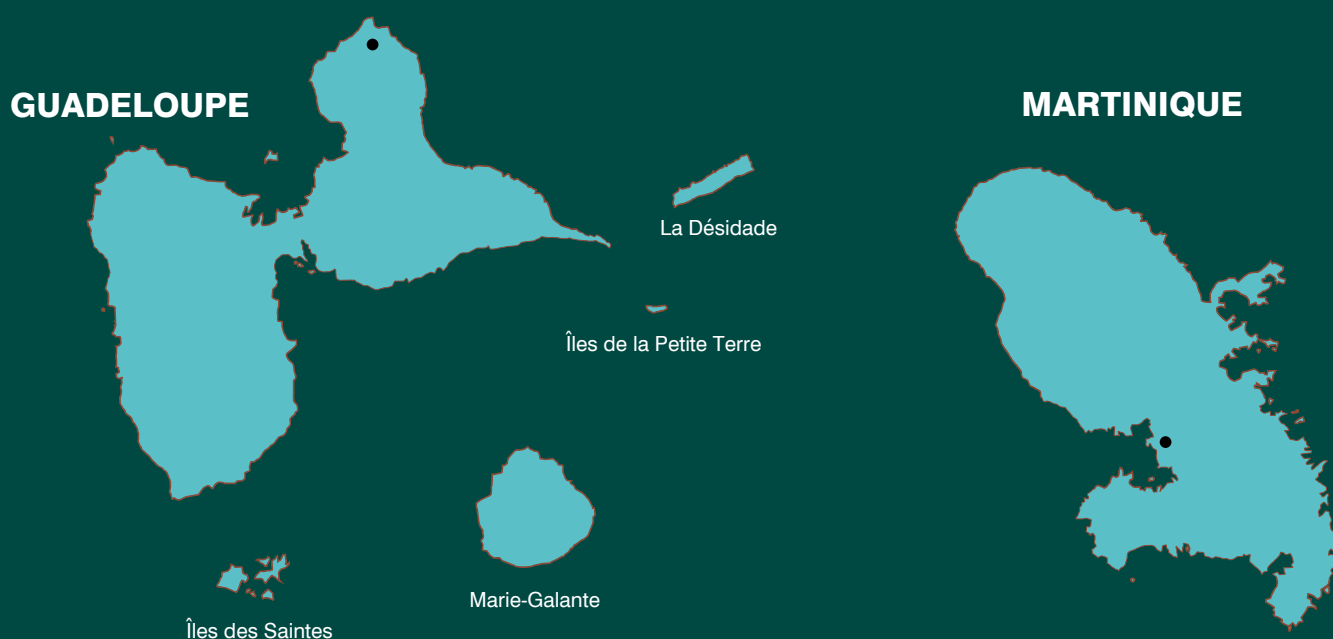 GUADELOUPE
MARTINIQUE
La Désidade
Îles de la Petite Terre
Marie-Galante
Îles des Saintes